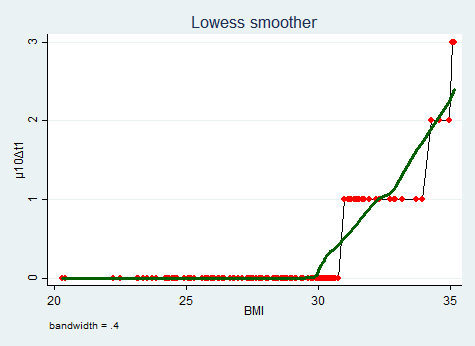 Lowess smoother
3
2
1
0
μ10Δt1
20
25
30
35
BMI
bandwidth = .4